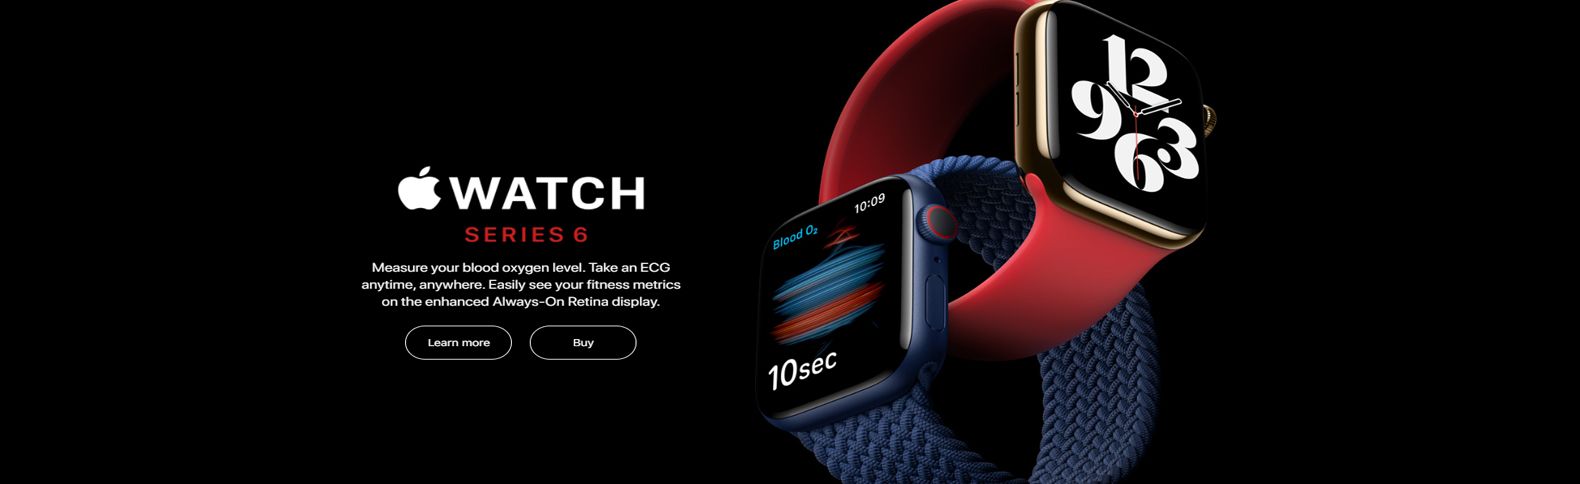 WATCH
SERIES 6
Measure your blood oxygen level. Take an ECG
anytime, anywhere. Easily see your fitness metrics
on the enhanced Always-On Retina display.
Learn more
Buy
10:09
Blood O₂
10sec
12
9
3
6